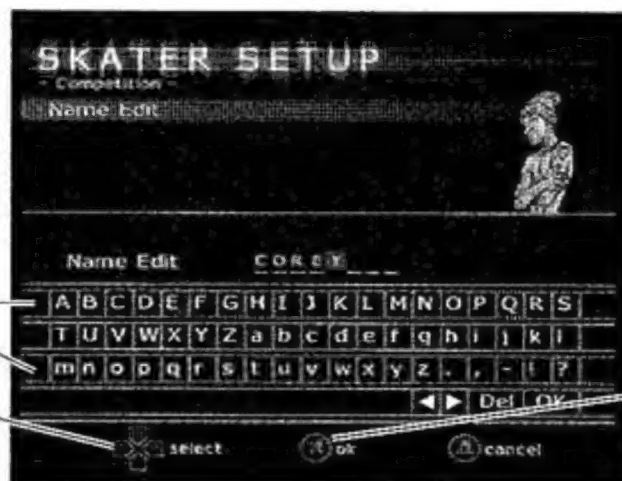 SKATER SETUP
- Competition -
Name Edit
Name Edit COREY
A B C D E F G H I J K L M N O P Q R S
T U V W X Y Z a b c d e f g h i j k l
m n o p q r s t u v w x y z . , - ! ?
◀ ▶ Del OK
select ok cancel